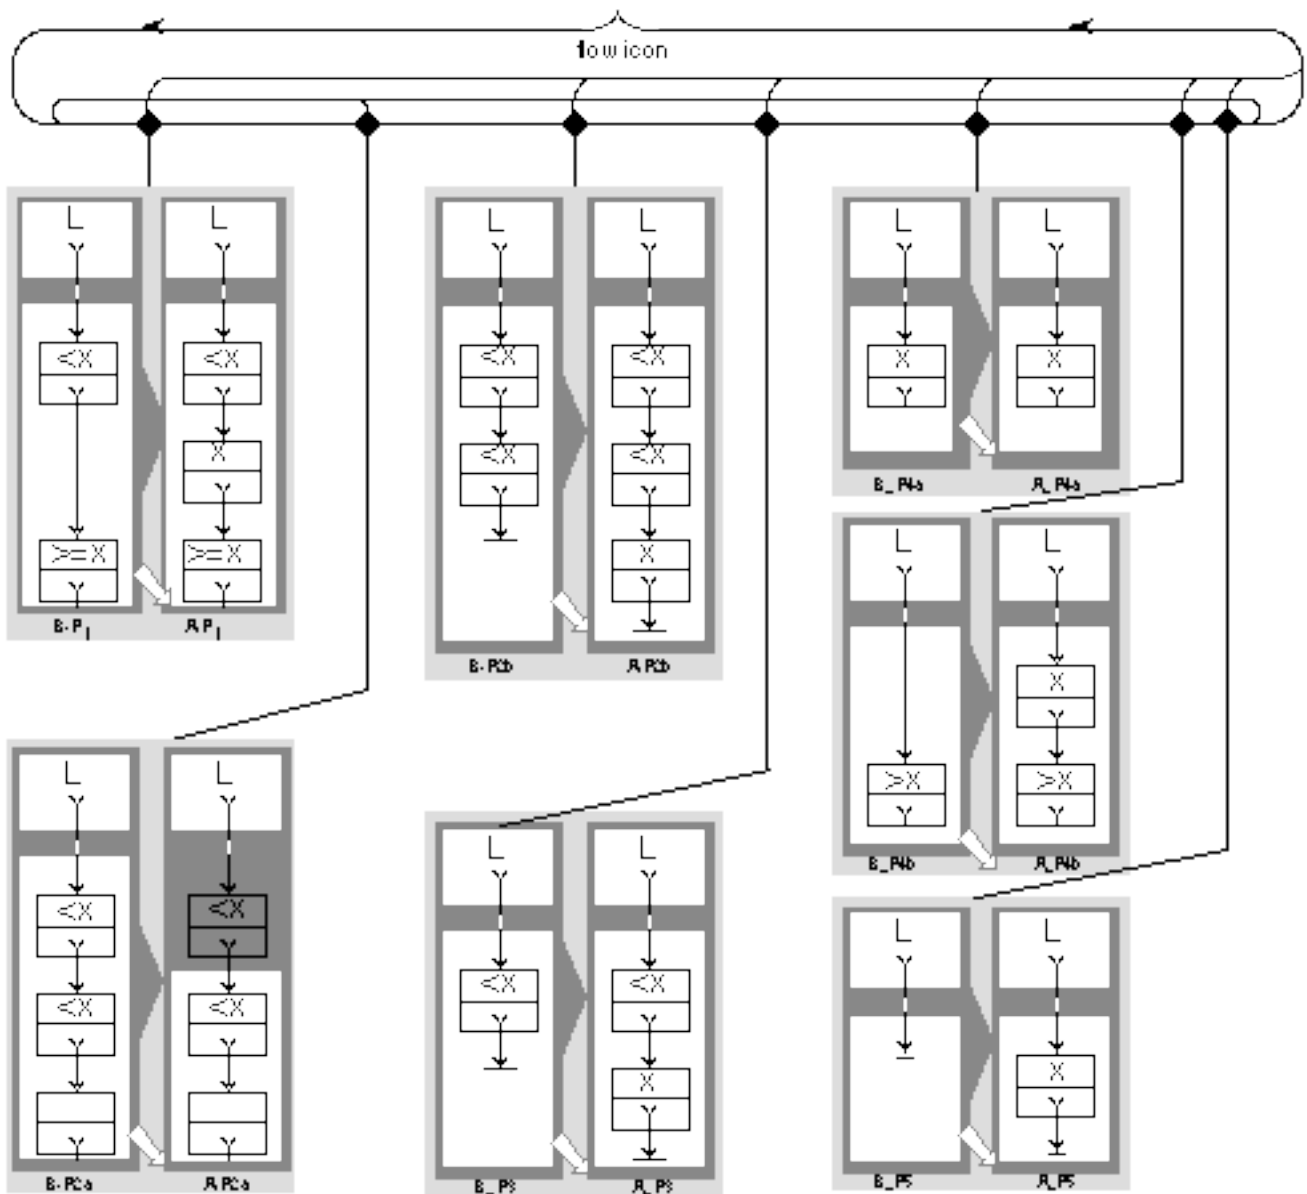 flow icon
L L
<X <X
X
>=X >=X
B-P1 A-P1
L L
<X <X
<X <X
X
B-P2b A-P2b
L L
X X
B_P4a A_P4a
L L
X
>X >X
B_P4b A_P4b
L L
<X <X
<X <X
B-P2a A-P2a
L L
<X <X
X
B_P3 A_P3
L L
X
B_P5 A_P5